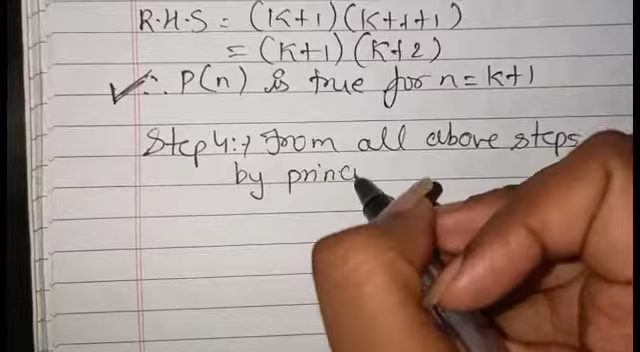 R.H.S = (K+1)(K+1+1)
= (K+1)(K+2)
∴ P(n) is true for n = k+1
Step 4:→ From all above steps
by princ